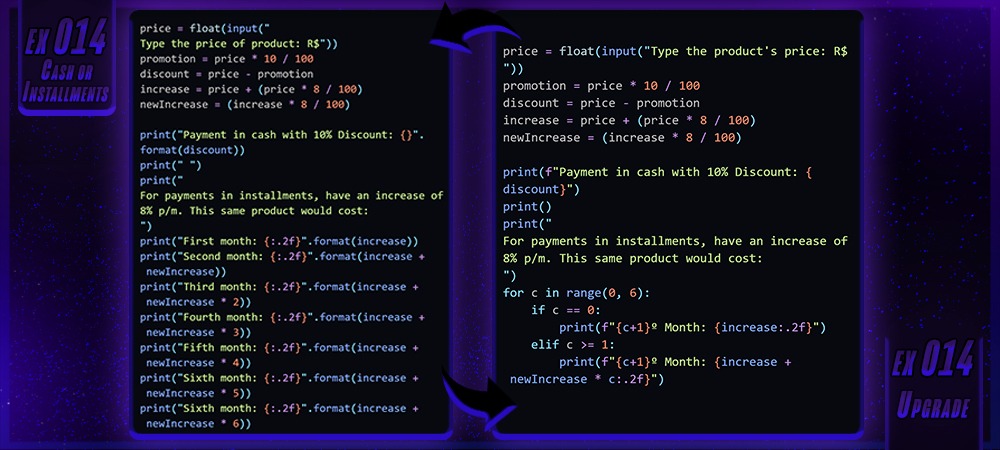 EX 014
CASH OR
INSTALLMENTS
price = float(input("
Type the price of product: R$"))
promotion = price * 10 / 100
discount = price - promotion
increase = price + (price * 8 / 100)
newIncrease = (increase * 8 / 100)
print("Payment in cash with 10% Discount: {}".
format(discount))
print(" ")
print("
For payments in installments, have an increase of
8% p/m. This same product would cost:
")
print("First month: {:.2f}".format(increase))
print("Second month: {:.2f}".format(increase +
newIncrease))
print("Third month: {:.2f}".format(increase +
newIncrease * 2))
print("Fourth month: {:.2f}".format(increase +
newIncrease * 3))
print("Fifth month: {:.2f}".format(increase +
newIncrease * 4))
print("Sixth month: {:.2f}".format(increase +
newIncrease * 5))
print("Sixth month: {:.2f}".format(increase +
newIncrease * 6))
price = float(input("Type the product's price: R$
"))
promotion = price * 10 / 100
discount = price - promotion
increase = price + (price * 8 / 100)
newIncrease = (increase * 8 / 100)
print(f"Payment in cash with 10% Discount: {
discount}")
print()
print("
For payments in installments, have an increase of
8% p/m. This same product would cost:
")
for c in range(0, 6):
if c == 0:
print(f"{c+1}º Month: {increase:.2f}")
elif c >= 1:
print(f"{c+1}º Month: {increase +
newIncrease * c:.2f}")
EX 014
UPGRADE